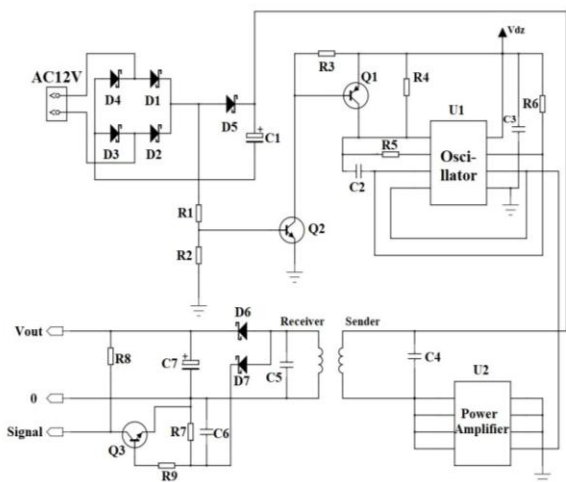 Vdz
AC12V
D4
D1
D3
D2
D5
C1
R3
Q1
R4
U1
C3
R6
R5
C2
Osci-
llator
R1
R2
Q2
Vout
D6
Receiver
Sender
R8
C7
D7
C5
C4
U2
0
Signal
Q3
R7
C6
R9
Power
Amplifier